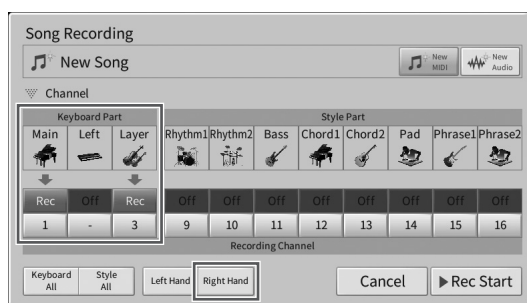 Song Recording
New Song
New MIDI
New Audio
Channel
Keyboard Part Style Part
Main Left Layer Rhythm1 Rhythm2 Bass Chord1 Chord2 Pad Phrase1 Phrase2
Rec Off Rec Off Off Off Off Off Off Off Off
1 - 3 9 10 11 12 13 14 15 16
Recording Channel
Keyboard All
Style All
Left Hand
Right Hand
Cancel
Rec Start